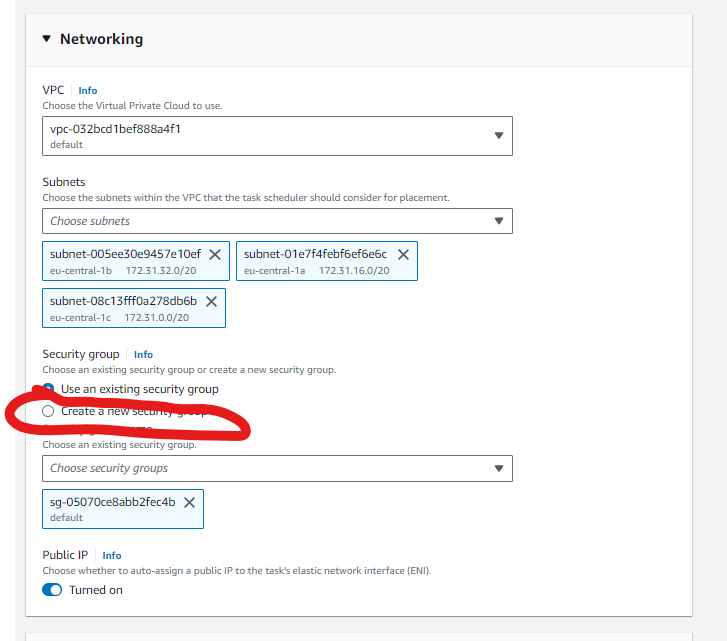 Networking
VPC Info
Choose the Virtual Private Cloud to use.
vpc-032bcd1bef888a4f1
default
Subnets
Choose the subnets within the VPC that the task scheduler should consider for placement.
Choose subnets
subnet-005ee30e9457e10ef subnet-01e7f4febf6ef6e6c
eu-central-1b 172.31.32.0/20 eu-central-1a 172.31.16.0/20
subnet-08c13fff0a278db6b
eu-central-1c 172.31.0.0/20
Security group Info
Choose an existing security group or create a new security group.
Use an existing security group
Create a new security group
Choose an existing security group.
Choose security groups
sg-05070ce8abb2fec4b
default
Public IP Info
Choose whether to auto-assign a public IP to the task's elastic network interface (ENI).
Turned on